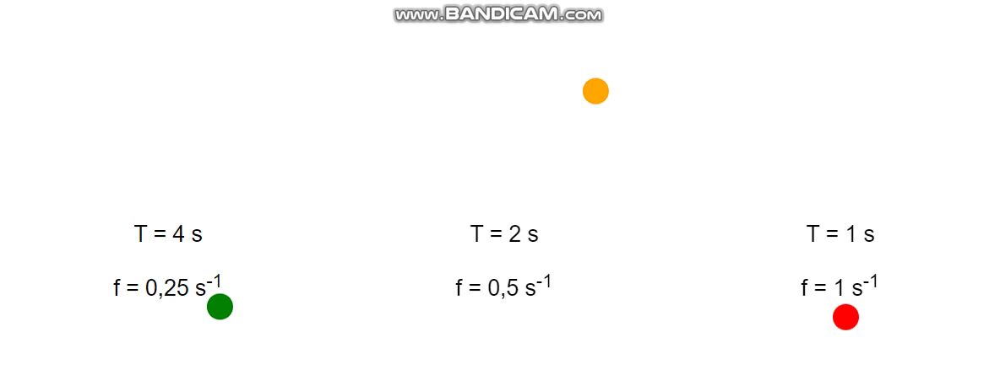 www.BANDICAM.com
T = 4 s
T = 2 s
T = 1 s
f = 0,25 s⁻¹
f = 0,5 s⁻¹
f = 1 s⁻¹